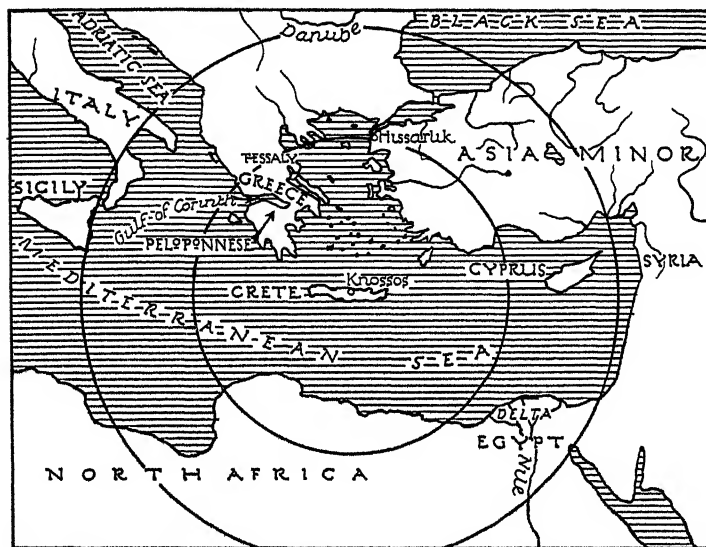 BLACK SEA
Danube
ADRIATIC SEA
ITALY
Hissarlik
THESSALY
ASIA MINOR
GREECE
SICILY
Gulf of Corinth
PELOPONNESE
CYPRUS
SYRIA
Knossos
CRETE
MEDITERRANEAN SEA
DELTA
EGYPT
Nile
NORTH AFRICA